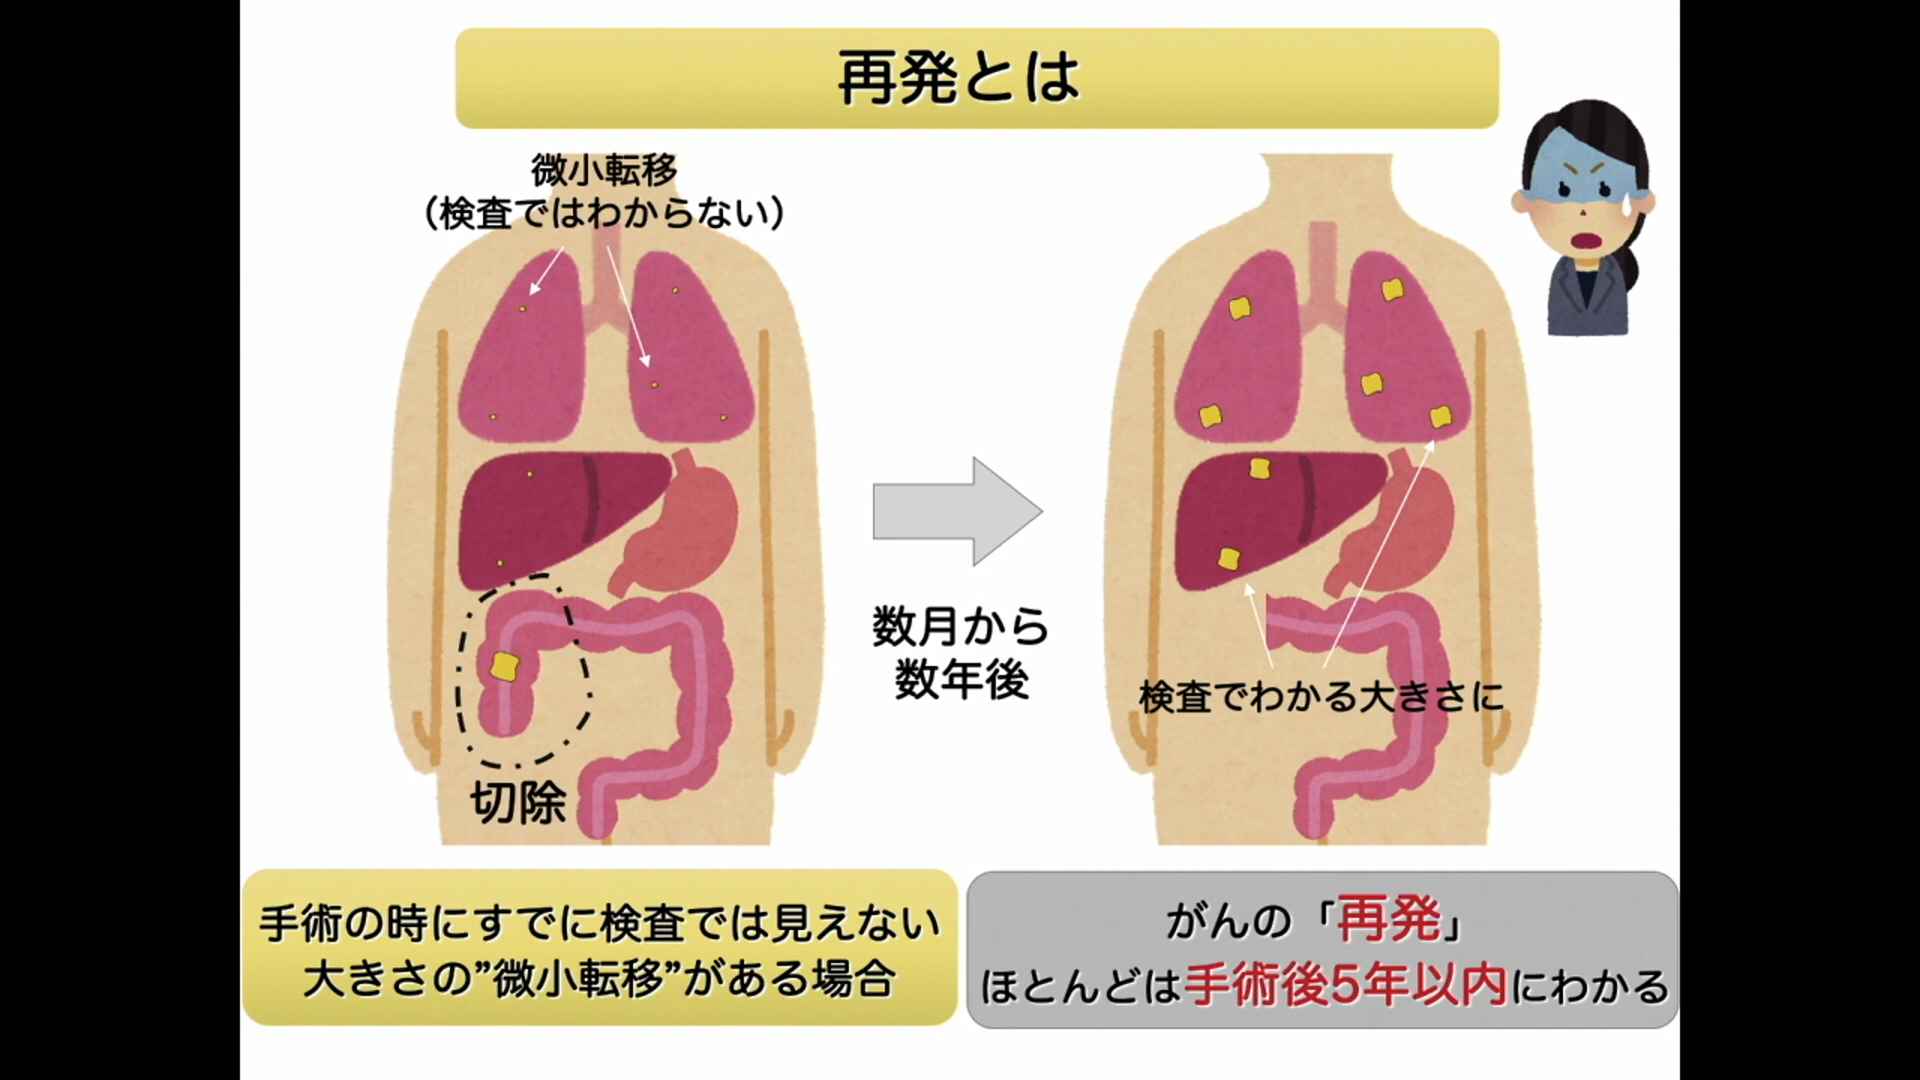 再発とは
微小転移
（検査ではわからない）
切除
数月から
数年後
検査でわかる大きさに
手術の時にすでに検査では見えない
大きさの”微小転移”がある場合
がんの「再発」
ほとんどは手術後5年以内にわかる